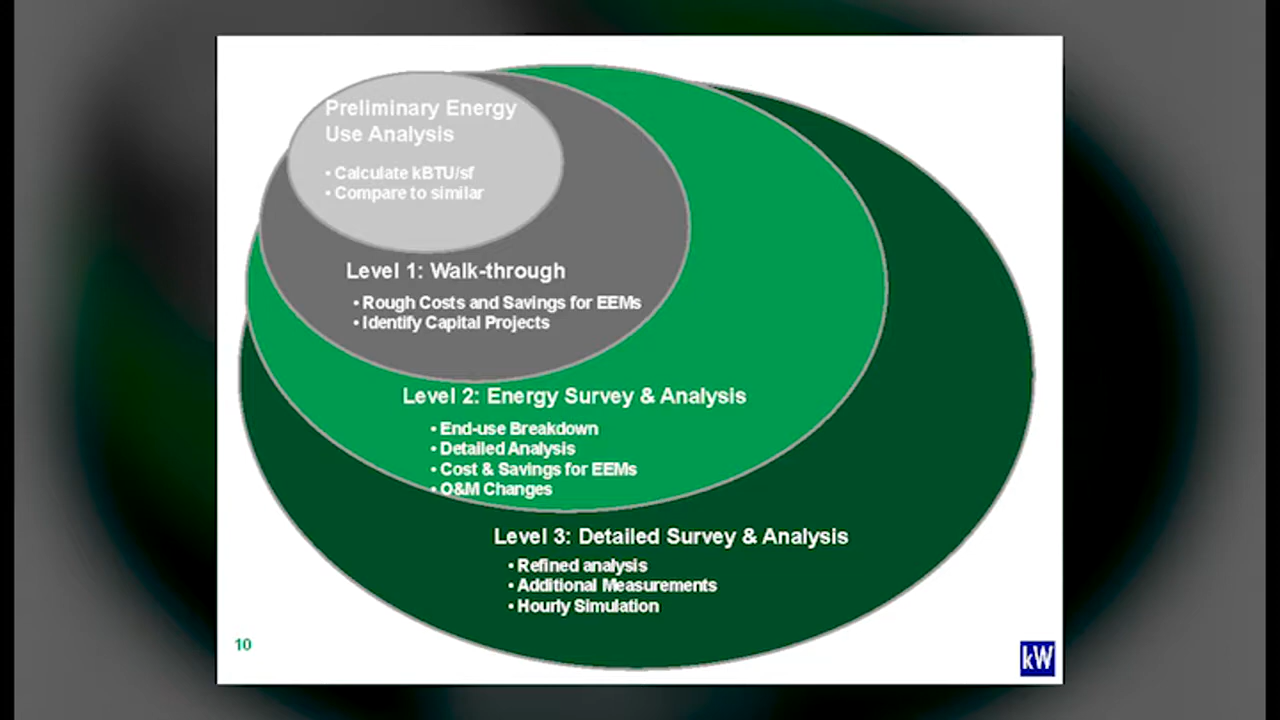 Preliminary Energy
Use Analysis
• Calculate kBTU/sf
• Compare to similar
Level 1: Walk-through
• Rough Costs and Savings for EEMs
• Identify Capital Projects
Level 2: Energy Survey & Analysis
• End-use Breakdown
• Detailed Analysis
• Cost & Savings for EEMs
• O&M Changes
Level 3: Detailed Survey & Analysis
• Refined analysis
• Additional Measurements
• Hourly Simulation
10
kW